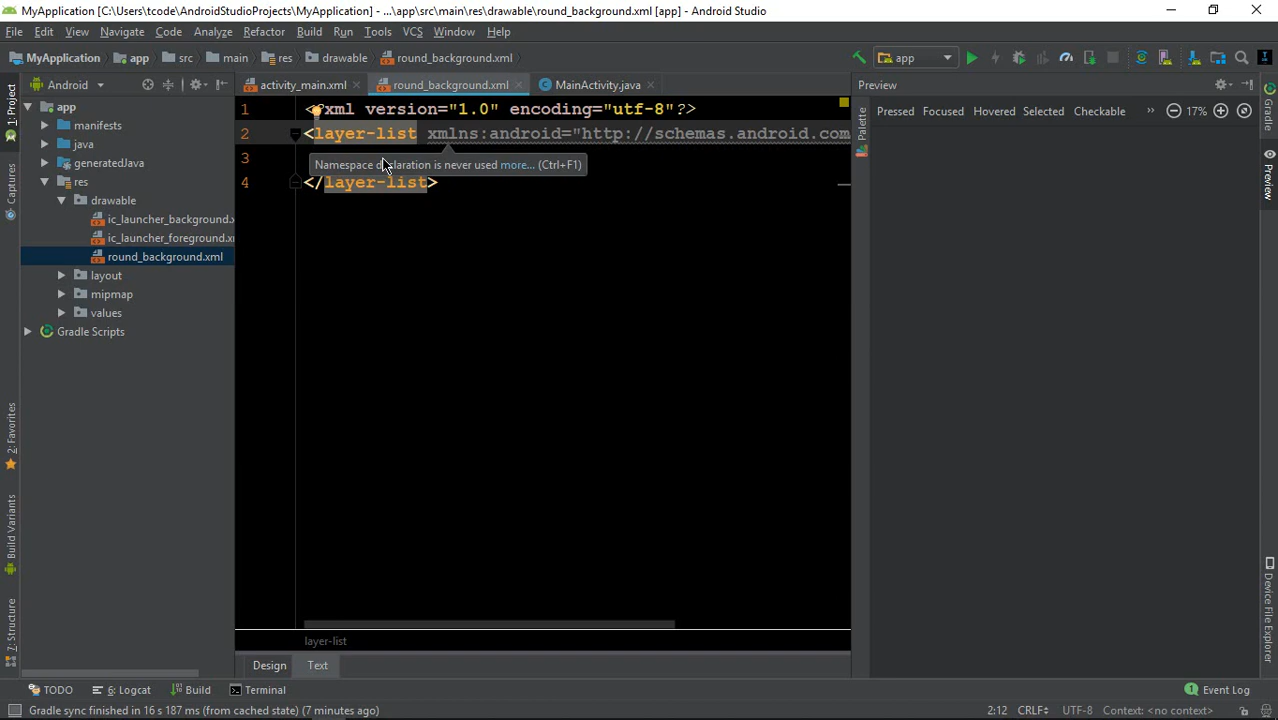 MyApplication [C:\Users\tcode\AndroidStudioProjects\MyApplication] - ...\app\src\main\res\drawable\round_background.xml [app] - Android Studio
File Edit View Navigate Code Analyze Refactor Build Run Tools VCS Window Help
MyApplication app src main res drawable round_background.xml app
Android activity_main.xml round_background.xml MainActivity.java Preview
1: Project
Captures
2: Favorites
Build Variants
7: Structure
app
manifests
java
generatedJava
res
drawable
ic_launcher_background.x
ic_launcher_foreground.x
round_background.xml
layout
mipmap
values
Gradle Scripts
1 <?xml version="1.0" encoding="utf-8"?>
2 <layer-list xmlns:android="http://schemas.android.com
3
Namespace declaration is never used more... (Ctrl+F1)
4 </layer-list>
layer-list
Design Text
Palette
Pressed Focused Hovered Selected Checkable » 17%
Gradle
Preview
Device File Explorer
TODO 6: Logcat Build Terminal 1 Event Log
Gradle sync finished in 16 s 187 ms (from cached state) (7 minutes ago) 2:12 CRLF UTF-8 Context: <no context>